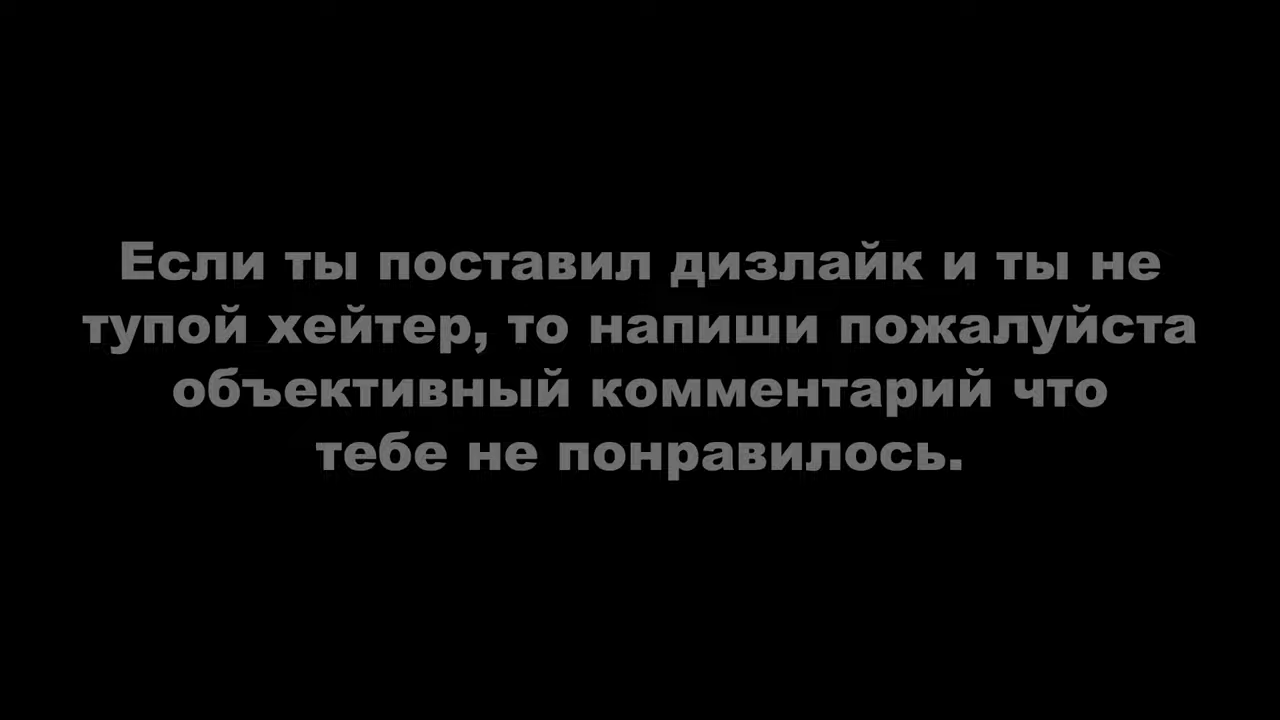 Если ты поставил дизлайк и ты не
тупой хейтер, то напиши пожалуйста
объективный комментарий что
тебе не понравилось.